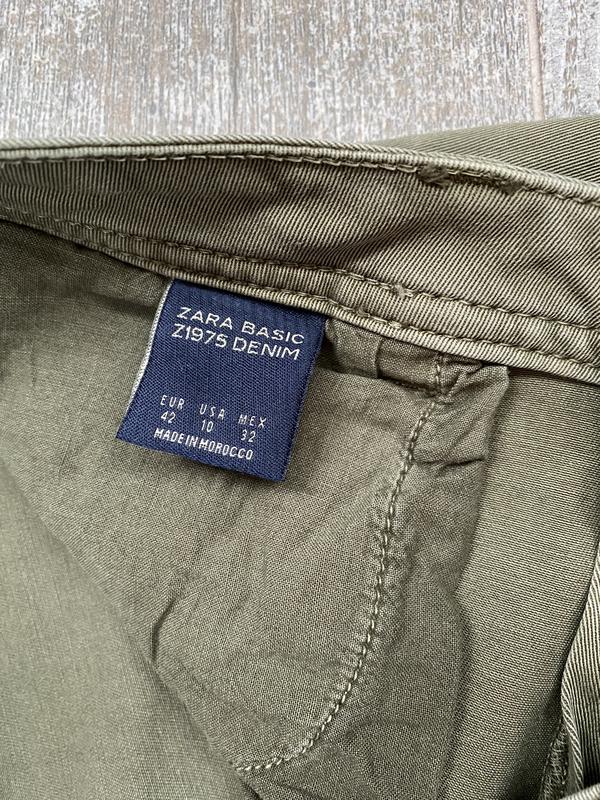 ZARA BASIC
Z1975 DENIM
EUR USA MEX
42 10 32
MADE IN MOROCCO